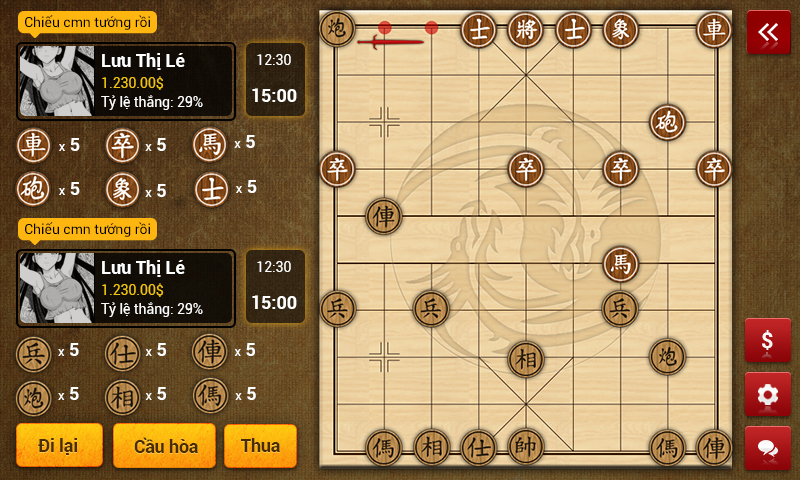 Chiếu cmn tướng rồi
Lưu Thị Lé
1.230.00$
Tỷ lệ thắng: 29%
12:30
15:00
車 x 5 卒 x 5 馬 x 5
砲 x 5 象 x 5 士 x 5
Chiếu cmn tướng rồi
Lưu Thị Lé
1.230.00$
Tỷ lệ thắng: 29%
12:30
15:00
兵 x 5 仕 x 5 俥 x 5
炮 x 5 相 x 5 傌 x 5
Đi lại
Cầu hòa
Thua
炮 士 將 士 象 車
砲
卒 卒 卒 卒
俥
馬
兵 兵 兵
相 炮
傌 相 仕 帥 傌 俥
$